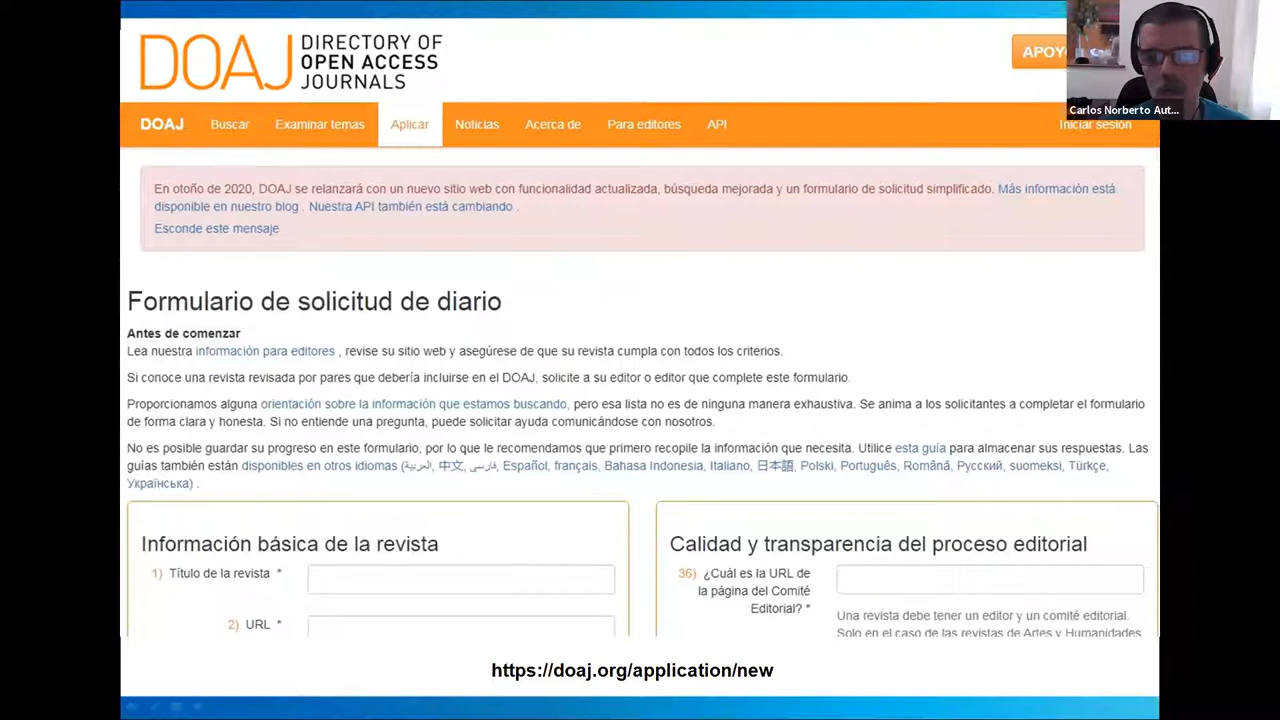 DOAJ DIRECTORY OF
OPEN ACCESS
JOURNALS
APOY
Carlos Norberto Aut...
DOAJ Buscar Examinar temas Aplicar Noticias Acerca de Para editores API Iniciar sesión
En otoño de 2020, DOAJ se relanzará con un nuevo sitio web con funcionalidad actualizada, búsqueda mejorada y un formulario de solicitud simplificado. Más información está
disponible en nuestro blog . Nuestra API también está cambiando .
Esconde este mensaje
Formulario de solicitud de diario
Antes de comenzar
Lea nuestra información para editores , revise su sitio web y asegúrese de que su revista cumpla con todos los criterios.
Si conoce una revista revisada por pares que debería incluirse en el DOAJ, solicite a su editor o editor que complete este formulario.
Proporcionamos alguna orientación sobre la información que estamos buscando, pero esa lista no es de ninguna manera exhaustiva. Se anima a los solicitantes a completar el formulario
de forma clara y honesta. Si no entiende una pregunta, puede solicitar ayuda comunicándose con nosotros.
No es posible guardar su progreso en este formulario, por lo que le recomendamos que primero recopile la información que necesita. Utilice esta guía para almacenar sus respuestas. Las
guías también están disponibles en otros idiomas (العربية, 中文, فارسی, Español, français, Bahasa Indonesia, Italiano, 日本語, Polski, Português, Română, Русский, suomeksi, Türkçe,
Українська) .
Información básica de la revista
1) Título de la revista *
2) URL *
Calidad y transparencia del proceso editorial
36) ¿Cuál es la URL de
la página del Comité
Editorial? *
Una revista debe tener un editor y un comité editorial.
Solo en el caso de las revistas de Artes y Humanidades
https://doaj.org/application/new